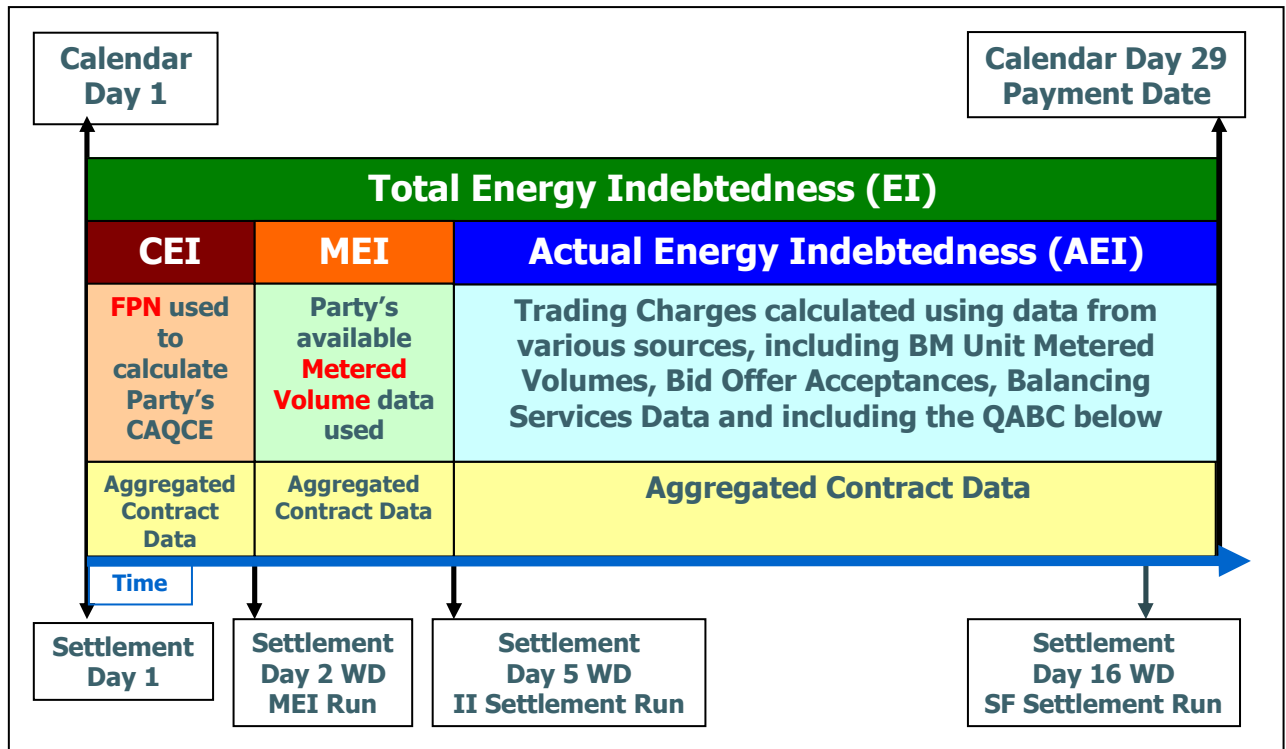 Calendar
Day 1
Calendar Day 29
Payment Date
Total Energy Indebtedness (EI)
CEI
MEI
Actual Energy Indebtedness (AEI)
FPN used
to
calculate
Party's
CAQCE
Party's
available
Metered
Volume data
used
Trading Charges calculated using data from
various sources, including BM Unit Metered
Volumes, Bid Offer Acceptances, Balancing
Services Data and including the QABC below
Aggregated
Contract
Data
Aggregated
Contract Data
Aggregated Contract Data
Time
Settlement
Day 1
Settlement
Day 2 WD
MEI Run
Settlement
Day 5 WD
II Settlement Run
Settlement
Day 16 WD
SF Settlement Run